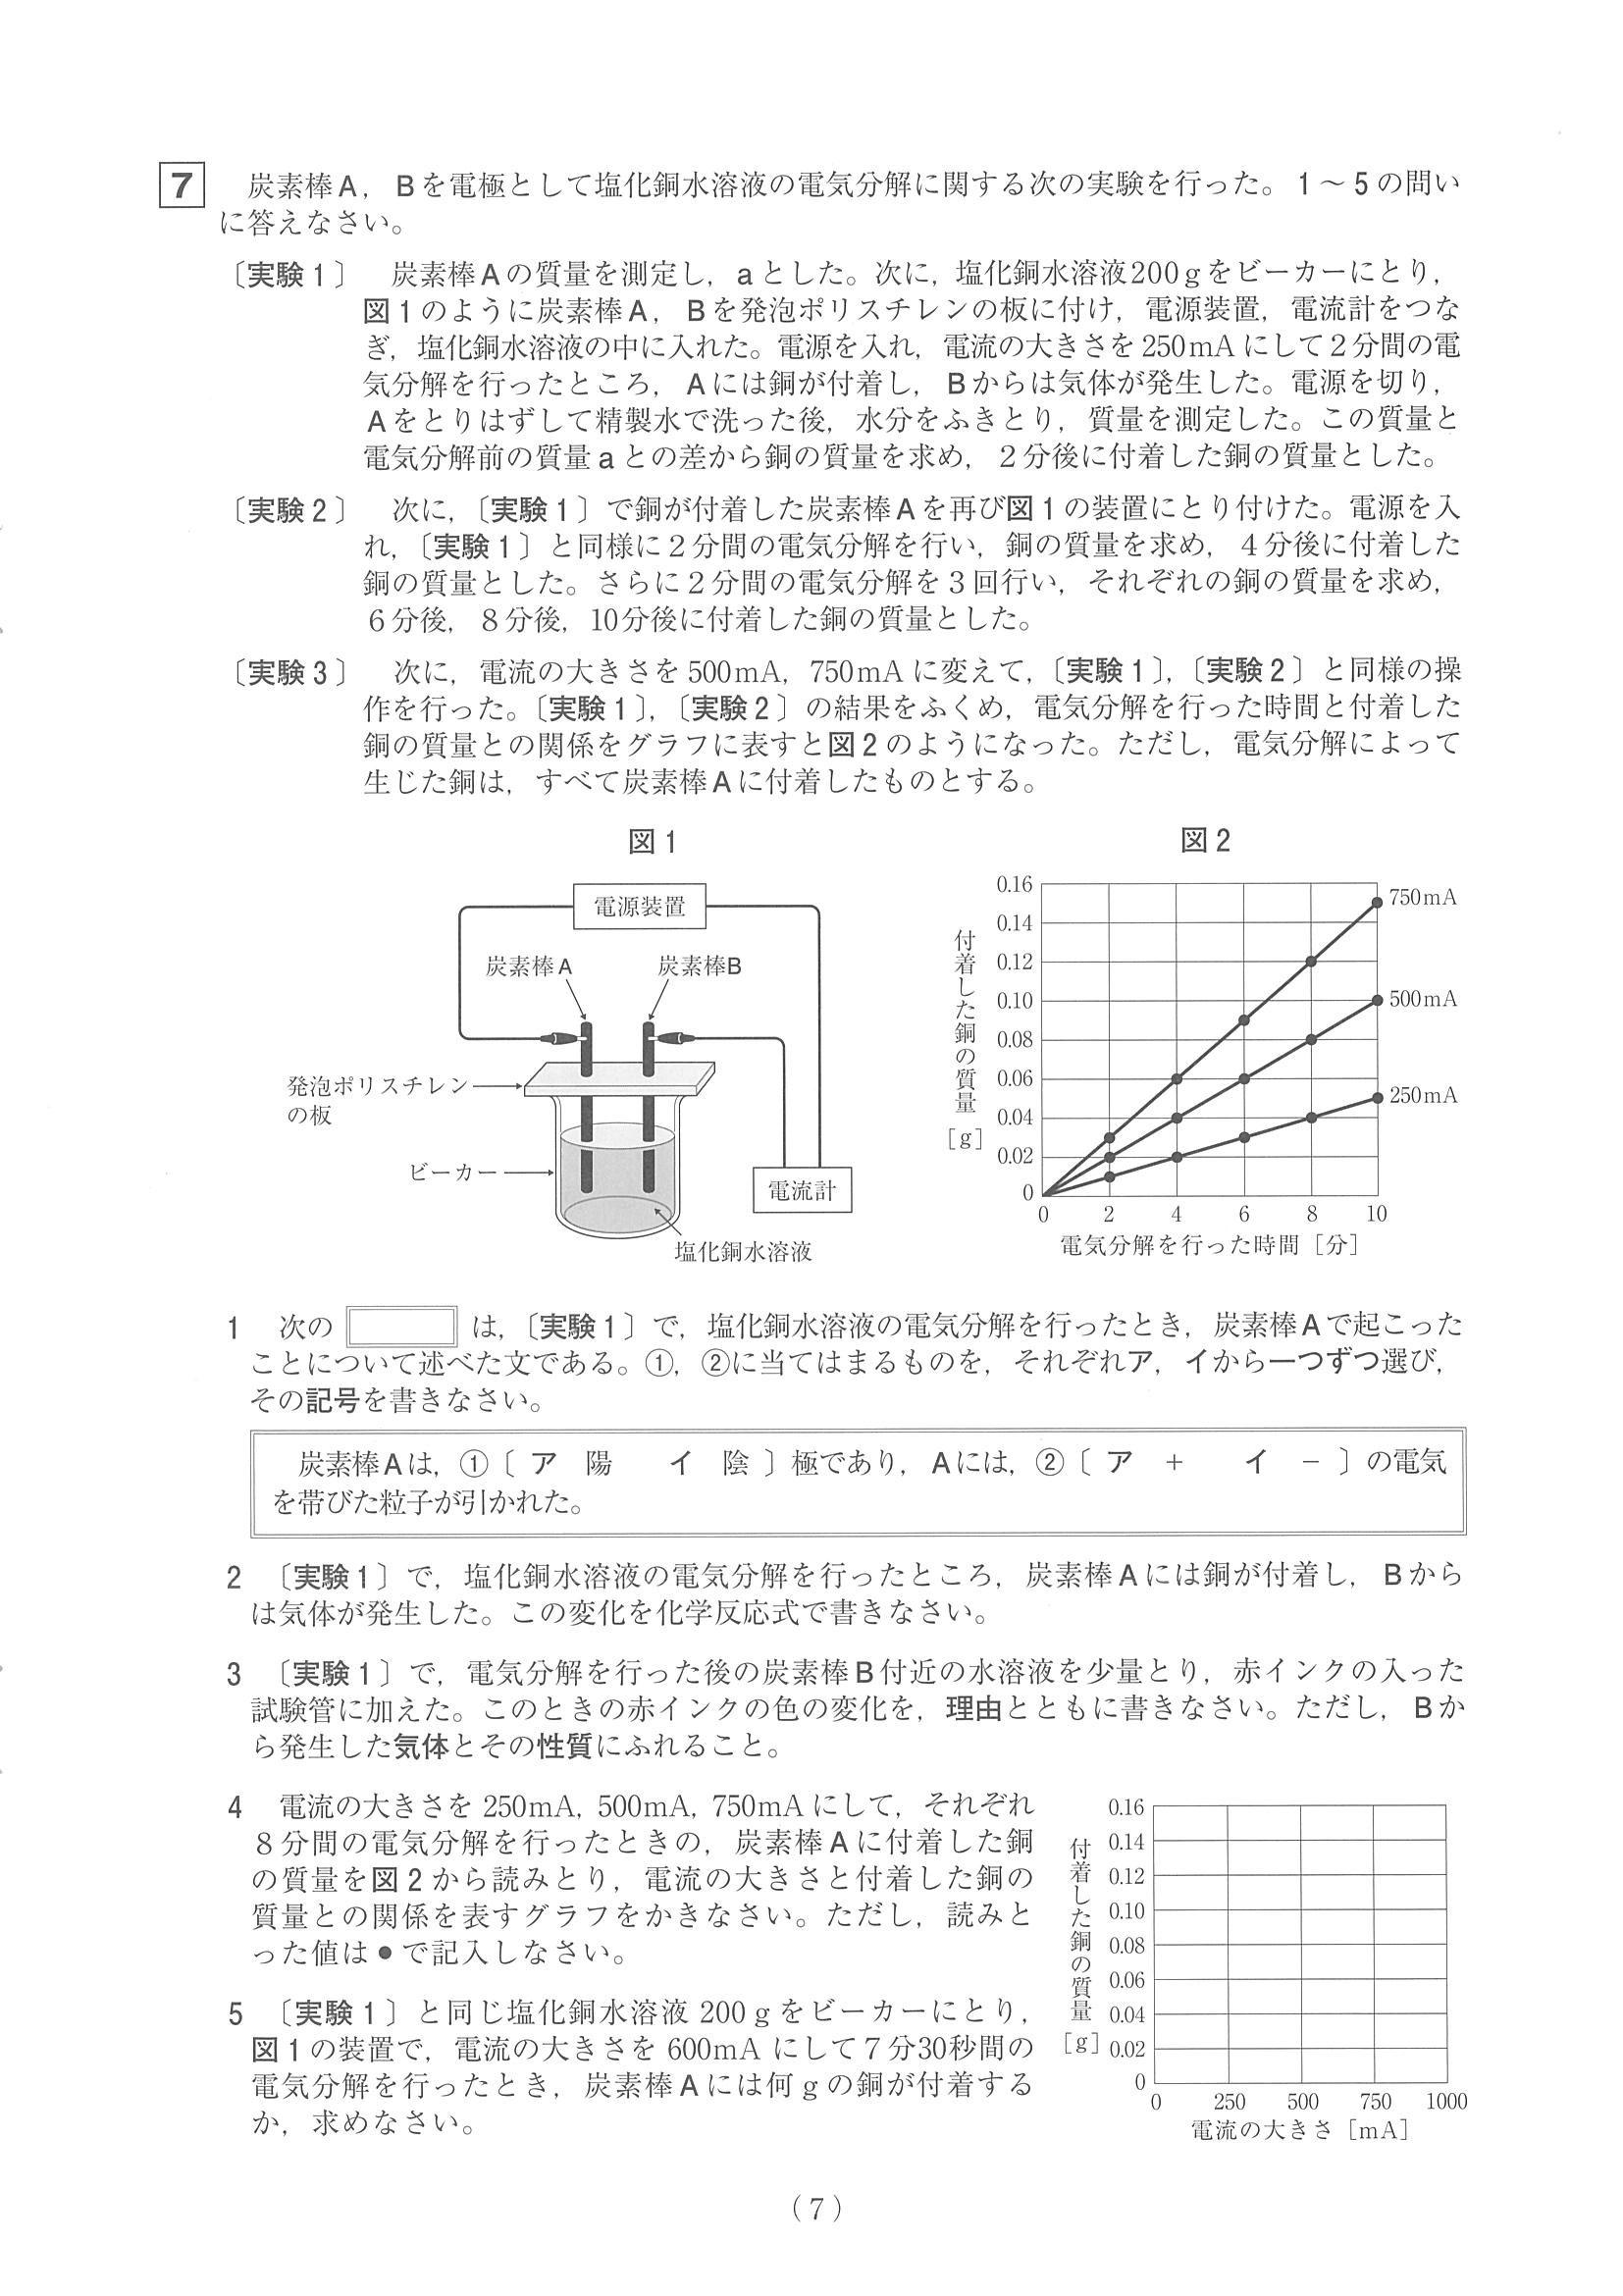 7 炭素棒A，Bを電極として塩化銅水溶液の電気分解に関する次の実験を行った。1～5の問い
に答えなさい。
〔実験1〕 炭素棒Aの質量を測定し，aとした。次に，塩化銅水溶液200gをビーカーにとり，
図1のように炭素棒A，Bを発泡ポリスチレンの板に付け，電源装置，電流計をつな
ぎ，塩化銅水溶液の中に入れた。電源を入れ，電流の大きさを250mAにして2分間の電
気分解を行ったところ，Aには銅が付着し，Bからは気体が発生した。電源を切り，
Aをとりはずして精製水で洗った後，水分をふきとり，質量を測定した。この質量と
電気分解前の質量aとの差から銅の質量を求め，2分後に付着した銅の質量とした。
〔実験2〕 次に，〔実験1〕で銅が付着した炭素棒Aを再び図1の装置にとり付けた。電源を入
れ，〔実験1〕と同様に2分間の電気分解を行い，銅の質量を求め，4分後に付着した
銅の質量とした。さらに2分間の電気分解を3回行い，それぞれの銅の質量を求め，
6分後，8分後，10分後に付着した銅の質量とした。
〔実験3〕 次に，電流の大きさを500mA，750mAに変えて，〔実験1〕，〔実験2〕と同様の操
作を行った。〔実験1〕，〔実験2〕の結果をふくめ，電気分解を行った時間と付着した
銅の質量との関係をグラフに表すと図2のようになった。ただし，電気分解によって
生じた銅は，すべて炭素棒Aに付着したものとする。
図1
電源装置
炭素棒A
炭素棒B
発泡ポリスチレン
の板
ビーカー
電流計
塩化銅水溶液
図2
0.16
0.14
0.12
0.10
0.08
0.06
0.04
0.02
0
付着した銅の質量
［g］
750mA
500mA
250mA
0 2 4 6 8 10
電気分解を行った時間［分］
1 次の は，〔実験1〕で，塩化銅水溶液の電気分解を行ったとき，炭素棒Aで起こった
ことについて述べた文である。①，②に当てはまるものを，それぞれア，イから一つずつ選び，
その記号を書きなさい。
炭素棒Aは，①〔 ア 陽 イ 陰 〕極であり，Aには，②〔 ア ＋ イ － 〕の電気
を帯びた粒子が引かれた。
2 〔実験1〕で，塩化銅水溶液の電気分解を行ったところ，炭素棒Aには銅が付着し，Bから
は気体が発生した。この変化を化学反応式で書きなさい。
3 〔実験1〕で，電気分解を行った後の炭素棒B付近の水溶液を少量とり，赤インクの入った
試験管に加えた。このときの赤インクの色の変化を，理由とともに書きなさい。ただし，Bか
ら発生した気体とその性質にふれること。
4 電流の大きさを 250mA, 500mA, 750mA にして，それぞれ
8分間の電気分解を行ったときの，炭素棒Aに付着した銅
の質量を図2から読みとり，電流の大きさと付着した銅の
質量との関係を表すグラフをかきなさい。ただし，読みと
った値は●で記入しなさい。
5 〔実験1〕と同じ塩化銅水溶液 200gをビーカーにとり，
図1の装置で，電流の大きさを 600mA にして7分30秒間の
電気分解を行ったとき，炭素棒Aには何gの銅が付着する
か，求めなさい。
0.16
0.14
0.12
0.10
0.08
0.06
0.04
0.02
0
付着した銅の質量
［g］
0 250 500 750 1000
電流の大きさ［mA］
（7）